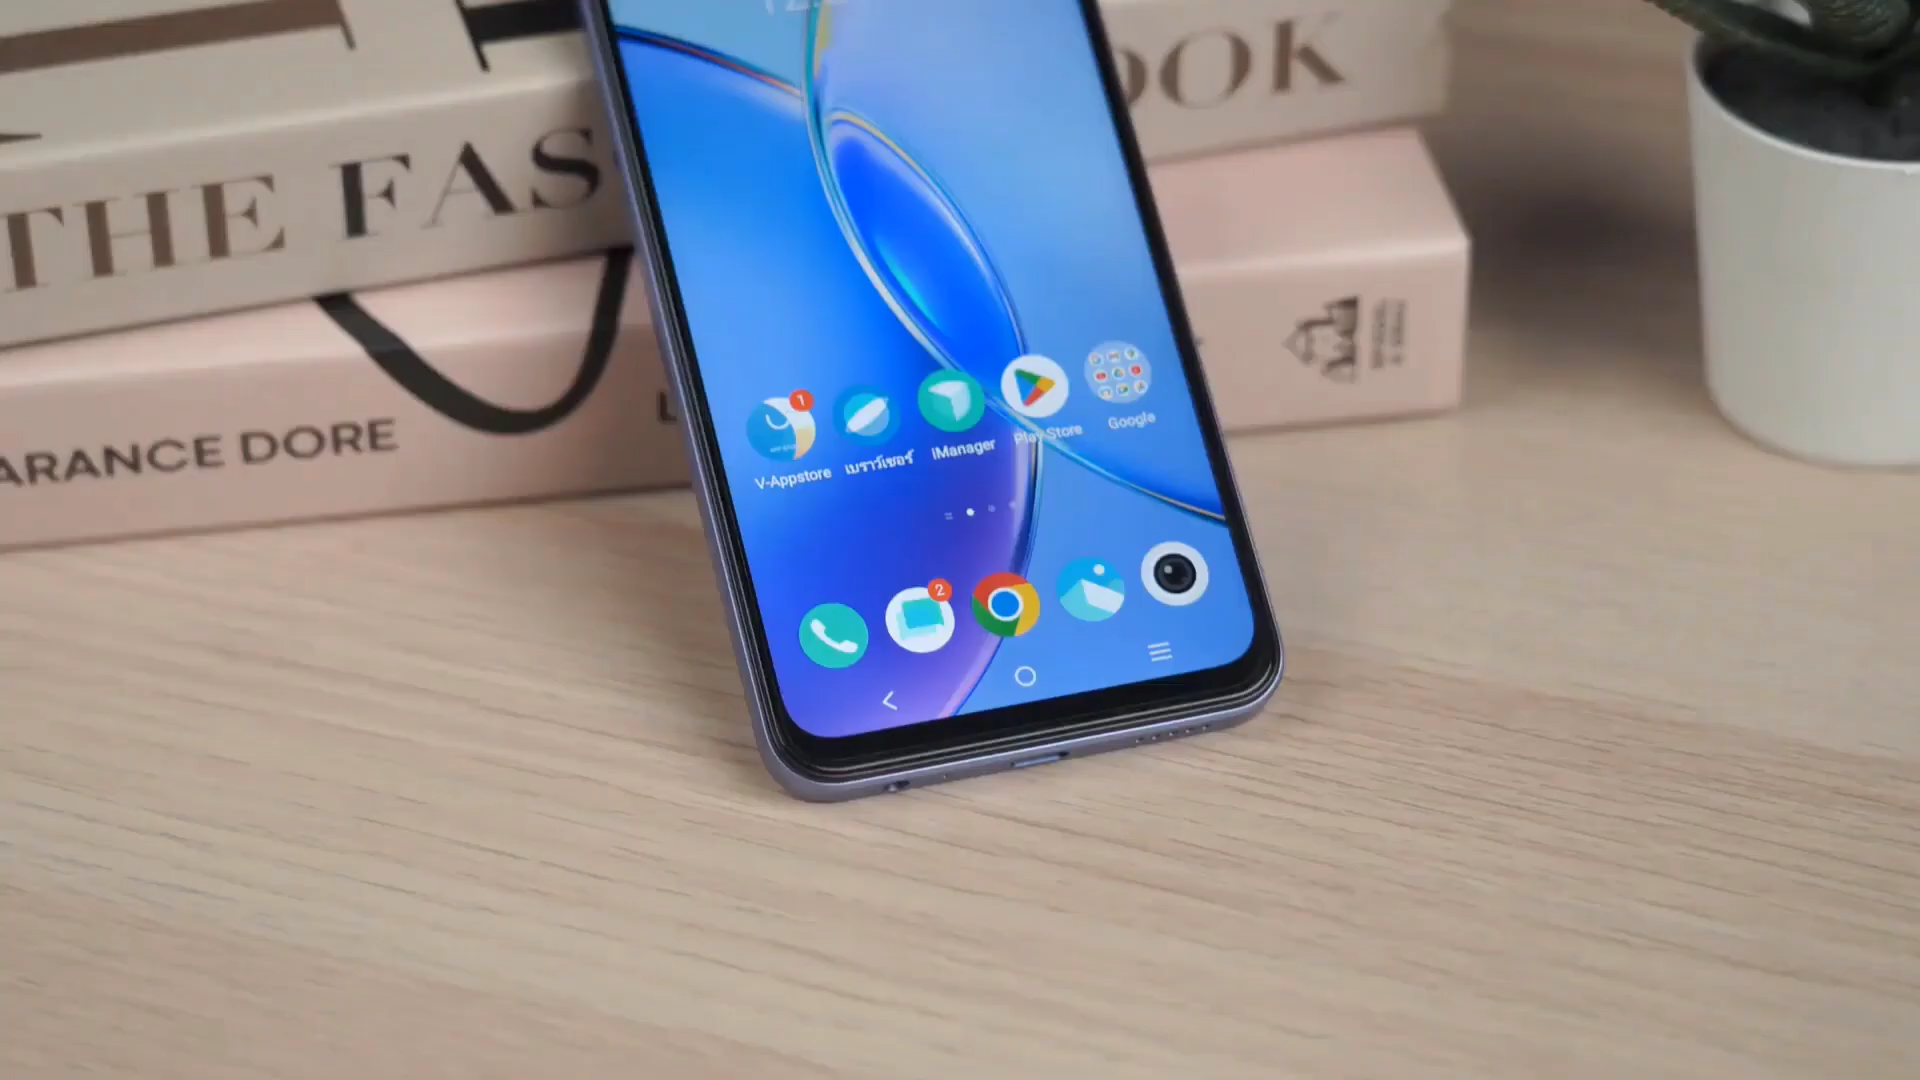 THE FAS
OOK
ARANCE DORE
L
1
V-Appstore
เบราว์เซอร์
iManager
Play Store
Google
2